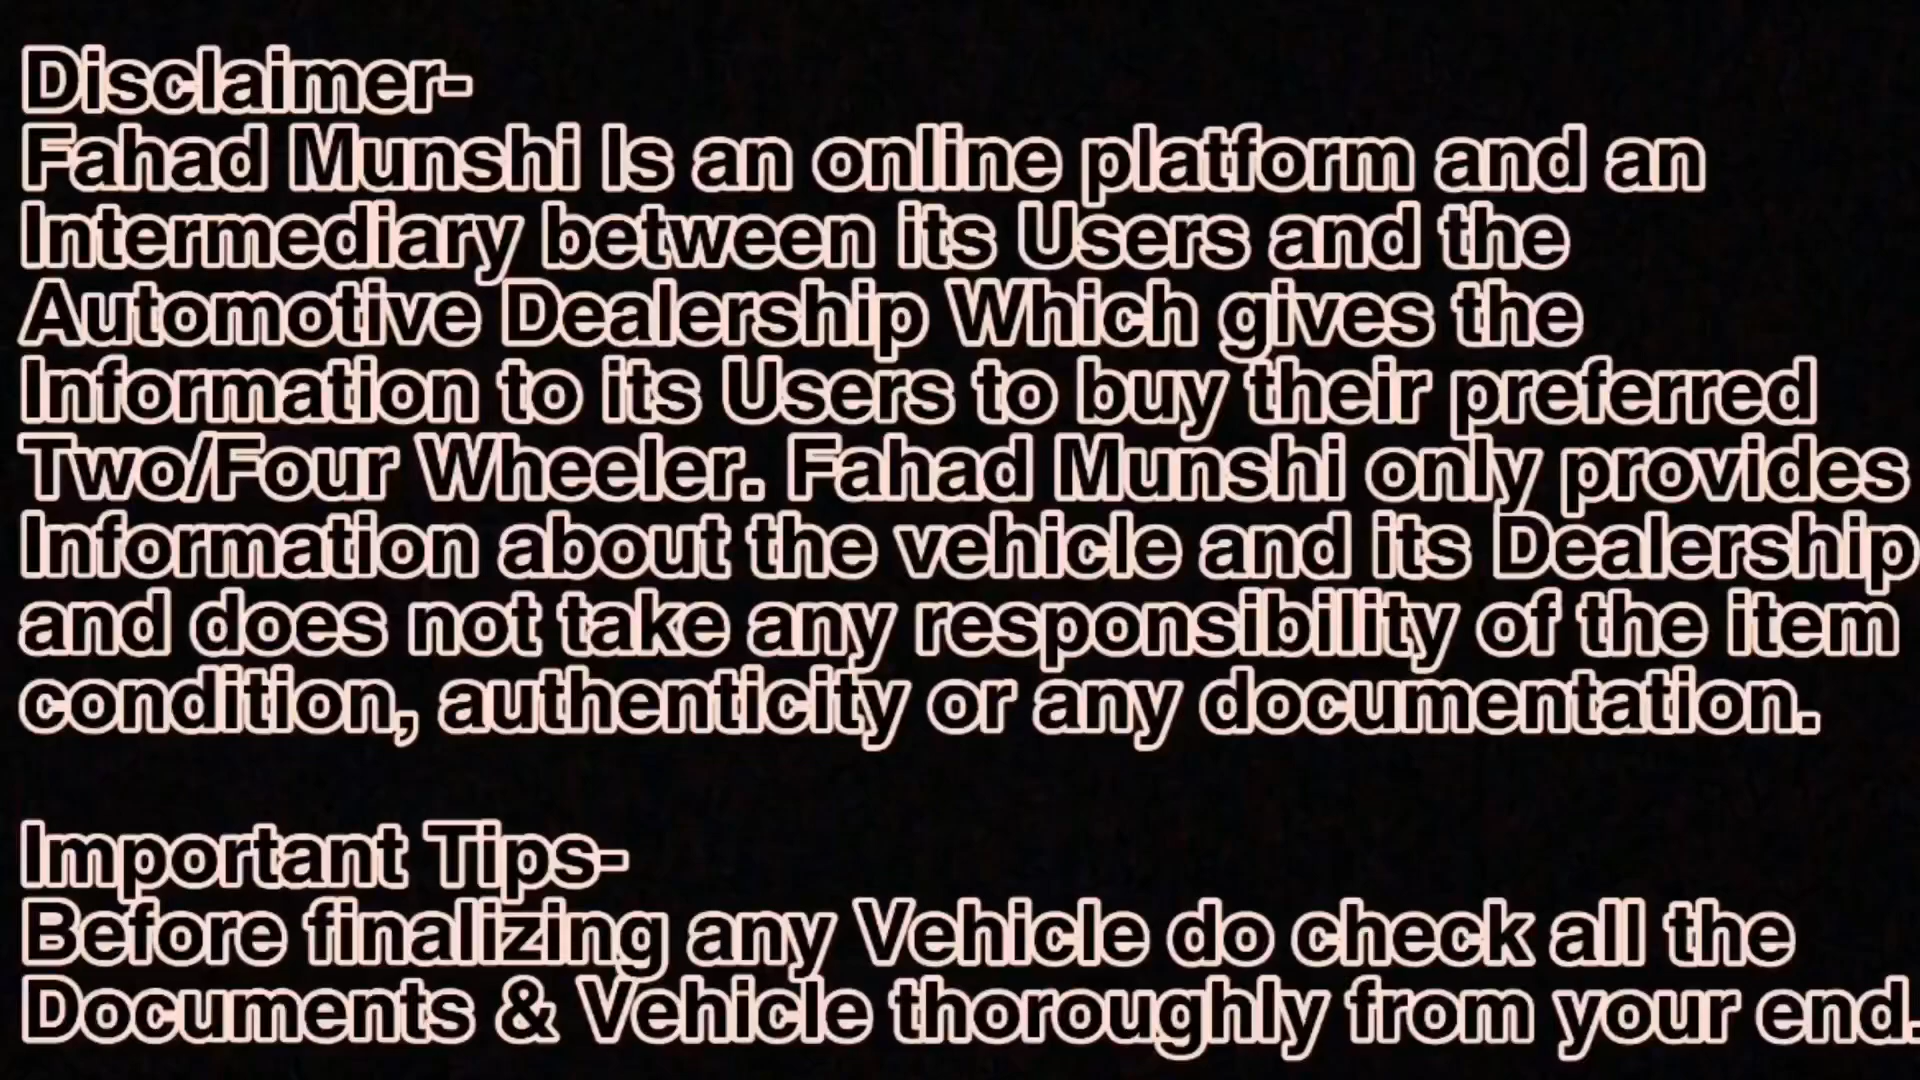 Disclaimer-
Fahad Munshi Is an online platform and an
Intermediary between its Users and the
Automotive Dealership Which gives the
Information to its Users to buy their preferred
Two/Four Wheeler. Fahad Munshi only provides
Information about the vehicle and its Dealership
and does not take any responsibility of the item
condition, authenticity or any documentation.
Important Tips-
Before finalizing any Vehicle do check all the
Documents & Vehicle thoroughly from your end.